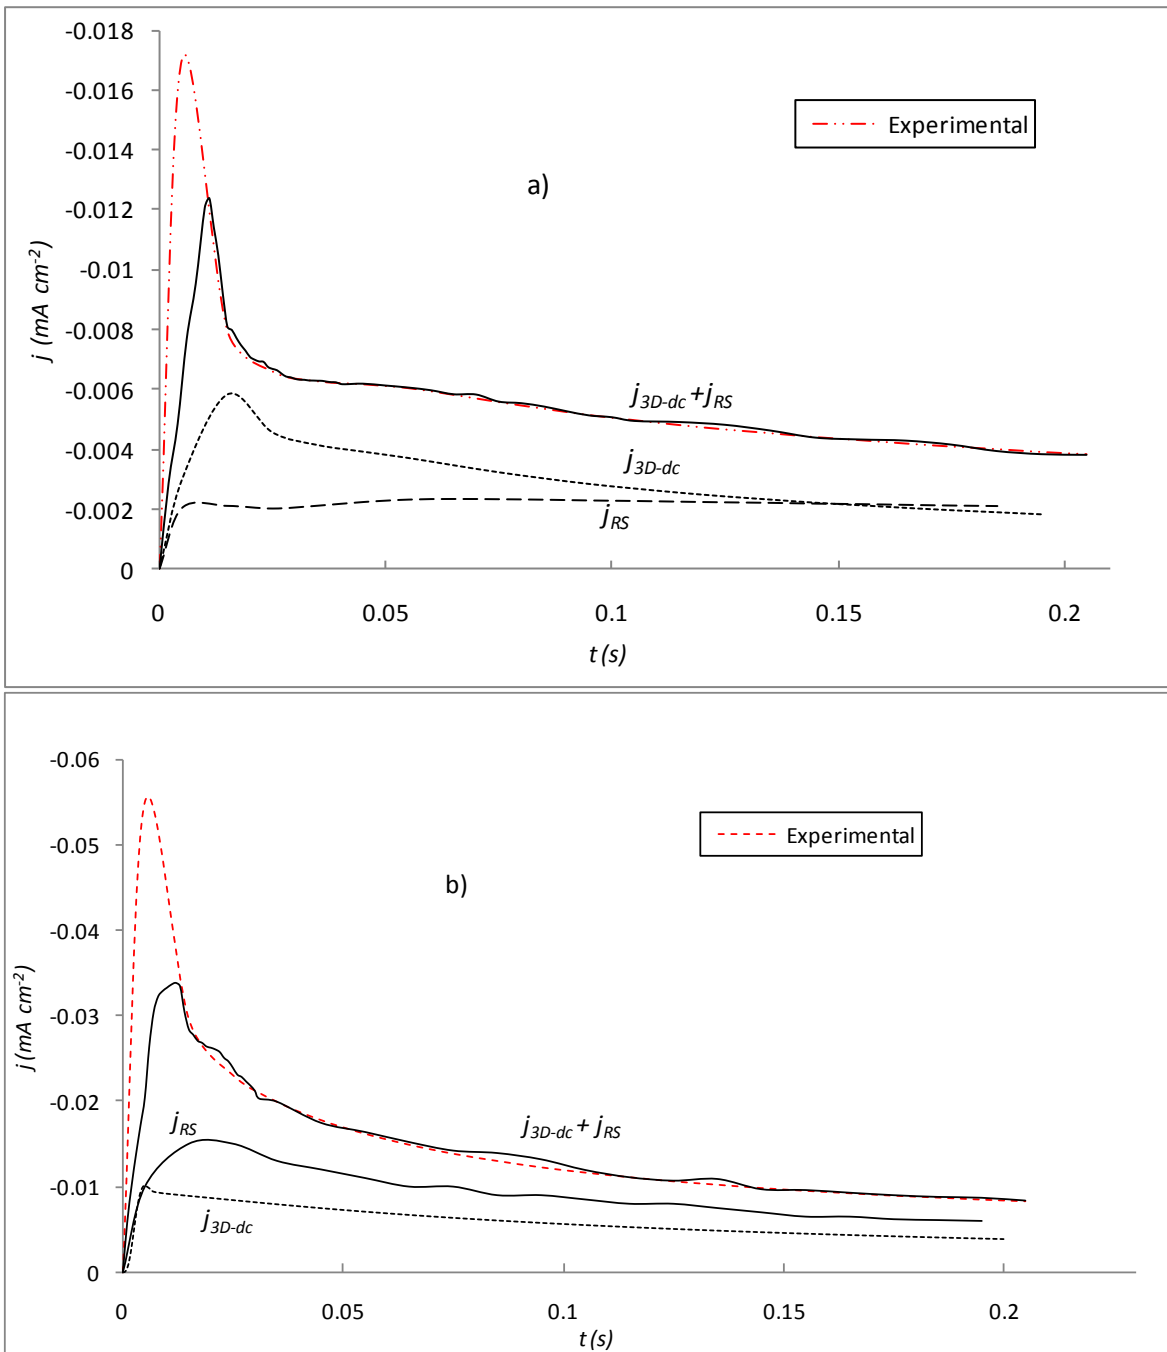 -0.018
-0.016
-0.014
-0.012
-0.01
-0.008
-0.006
-0.004
-0.002
0
j (mA cm-2)
Experimental
a)
j3D-dc+jRS
j3D-dc
jRS
0 0.05 0.1 0.15 0.2
t (s)
-0.06
-0.05
-0.04
-0.03
-0.02
-0.01
0
j (mA cm-2)
Experimental
b)
jRS
j3D-dc+ jRS
j3D-dc
0 0.05 0.1 0.15 0.2
t (s)